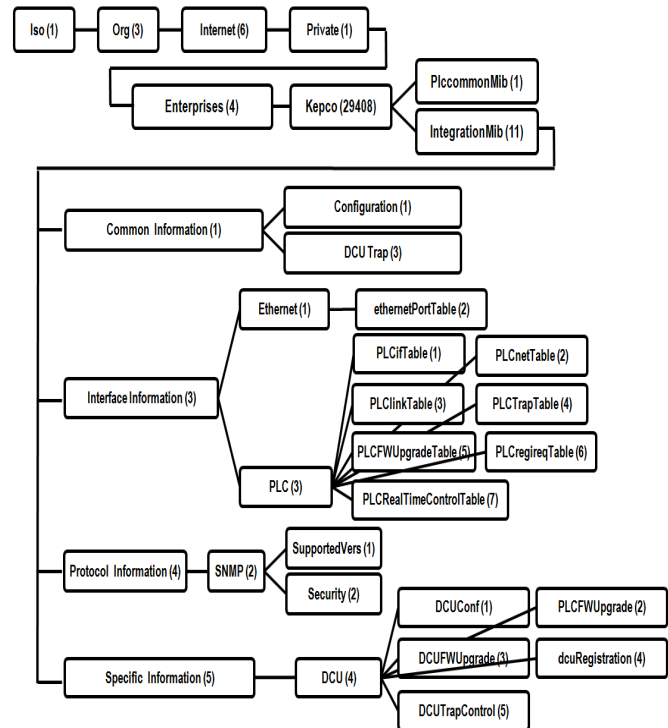 Iso (1)
Org (3)
Internet (6)
Private (1)
Enterprises (4)
Kepco (29408)
PlccommonMib (1)
IntegrationMib (11)
Common Information (1)
Configuration (1)
DCU Trap (3)
Interface Information (3)
Ethernet (1)
ethernetPortTable (2)
PLCifTable (1)
PLCnetTable (2)
PLClinkTable (3)
PLCTrapTable (4)
PLCFWUpgradeTable (5)
PLCregireqTable (6)
PLC (3)
PLCRealTimeControlTable (7)
Protocol Information (4)
SNMP (2)
SupportedVers (1)
Security (2)
Specific Information (5)
DCU (4)
DCUConf (1)
PLCFWUpgrade (2)
DCUFWUpgrade (3)
dcuRegistration (4)
DCUTrapControl (5)